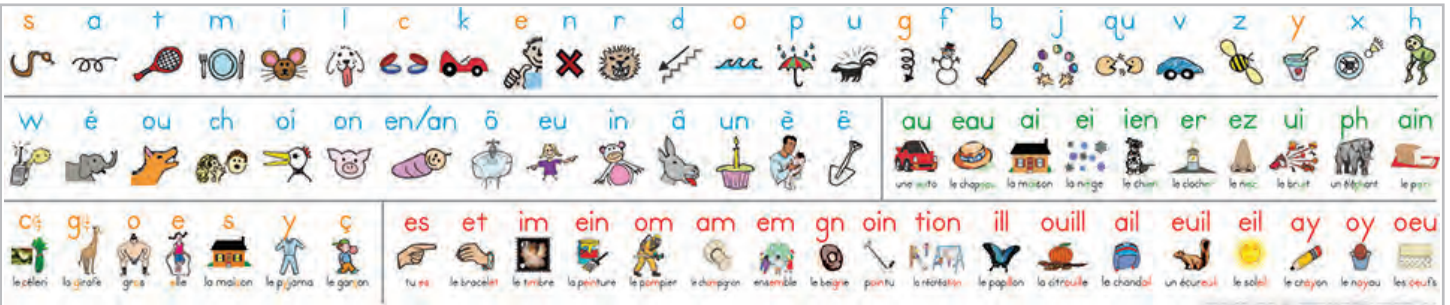 s a t m i l c k e n r d o p u g f b j qu v z y x h
w é ou ch oi on en/an ô eu in â un è ê au eau ai ei ien er ez ui ph ain
une auto le chapeau la maison la neige le chien le clocher le nez le bruit un éléphant le pain
c g o e s y ç es et im ein om am em gn oin tion ill ouill ail euil eil ay oy oeu
le céleri la girafe gros elle la maison le pyjama le garçon tu es le bracelet le timbre la peinture le pompier le champignon ensemble le beigne pointu la récréation le papillon la citrouille le chandail un écureuil le soleil le crayon le noyau les oeufs